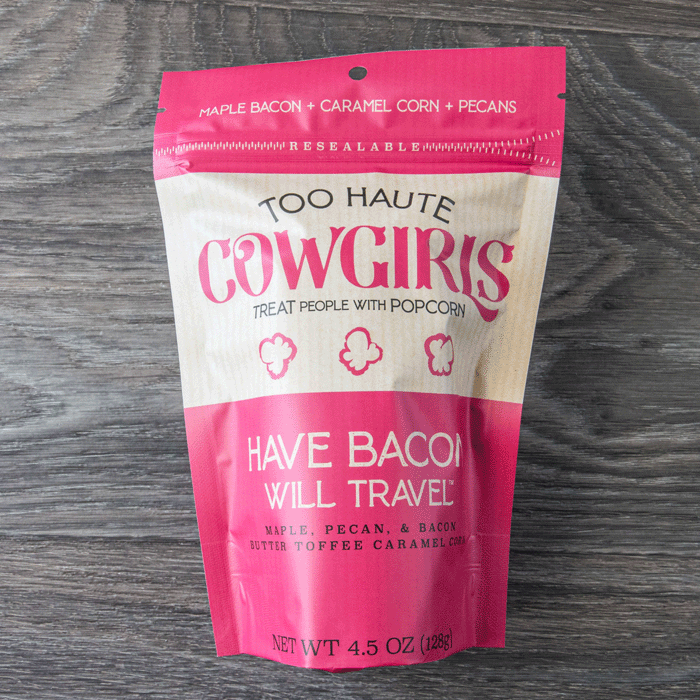 MAPLE BACON + CARAMEL CORN + PECANS
RESEALABLE
TOO HAUTE
COWGIRLS
TREAT PEOPLE WITH POPCORN
HAVE BACON
WILL TRAVEL™
MAPLE, PECAN, & BACON
BUTTER TOFFEE CARAMEL CORN
NET WT 4.5 OZ (128g)